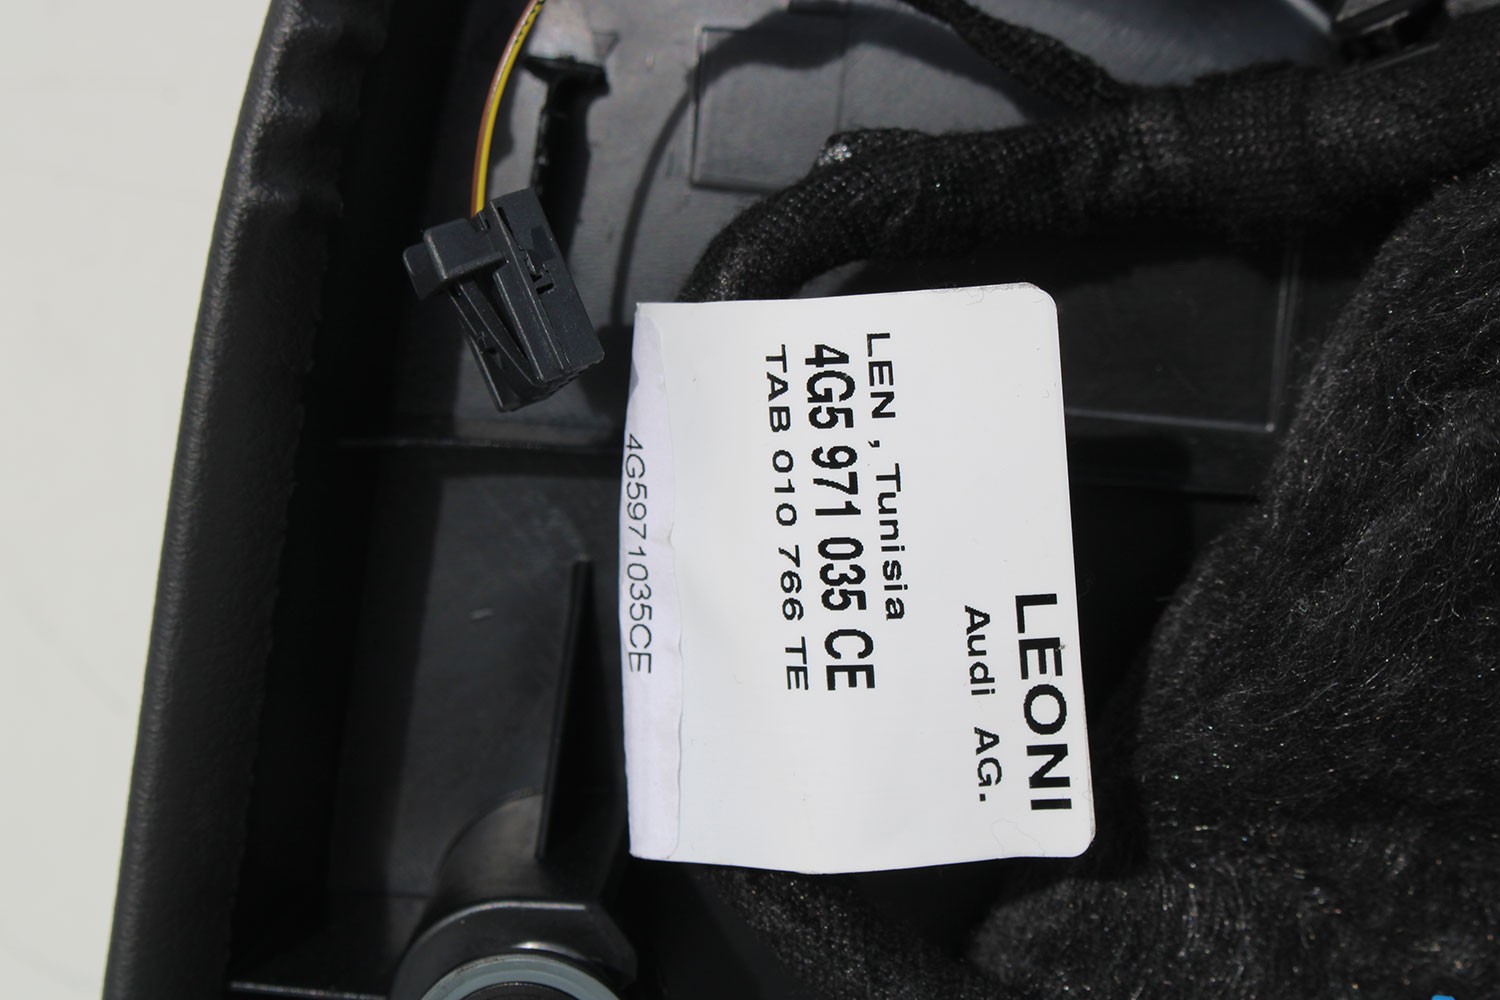 LEONI
Audi AG.
LEN , Tunisia
4G5 971 035 CE
TAB 010 766 TE
4G5971035CE